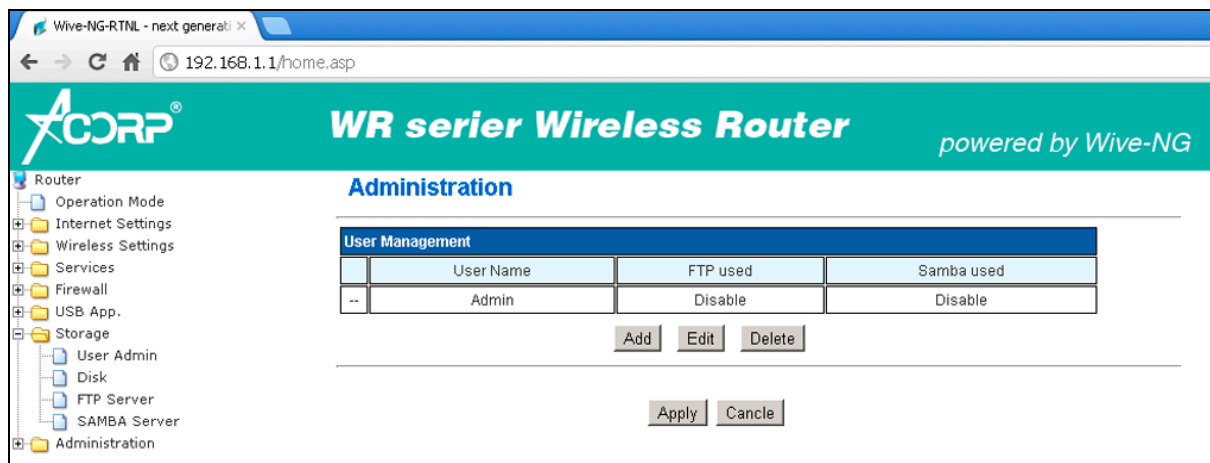 Wive-NG-RTNL - next generati
192.168.1.1/home.asp
ACORP®
WR serier Wireless Router
powered by Wive-NG
Router
Operation Mode
Internet Settings
Wireless Settings
Services
Firewall
USB App.
Storage
User Admin
Disk
FTP Server
SAMBA Server
Administration
Administration
User Management
User Name FTP used Samba used
-- Admin Disable Disable
Add Edit Delete
Apply Cancle